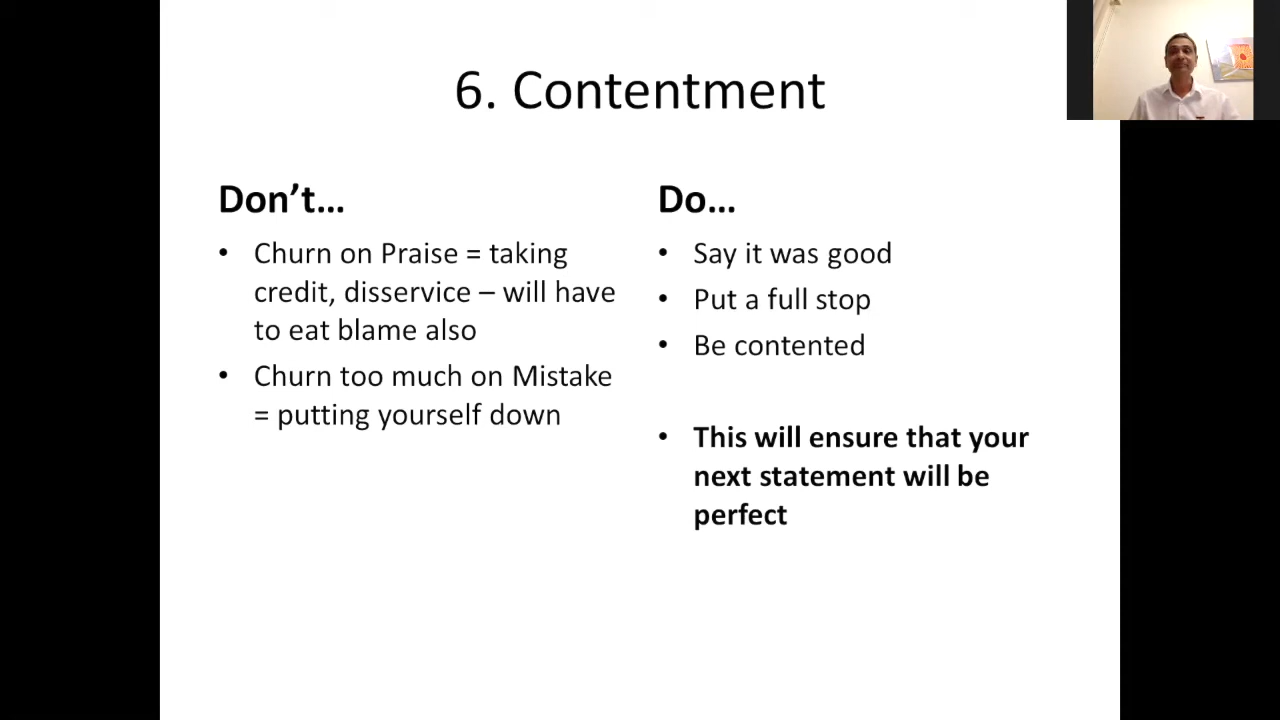 6. Contentment
Don’t…
• Churn on Praise = taking
credit, disservice – will have
to eat blame also
• Churn too much on Mistake
= putting yourself down
Do…
• Say it was good
• Put a full stop
• Be contented
• This will ensure that your
next statement will be
perfect